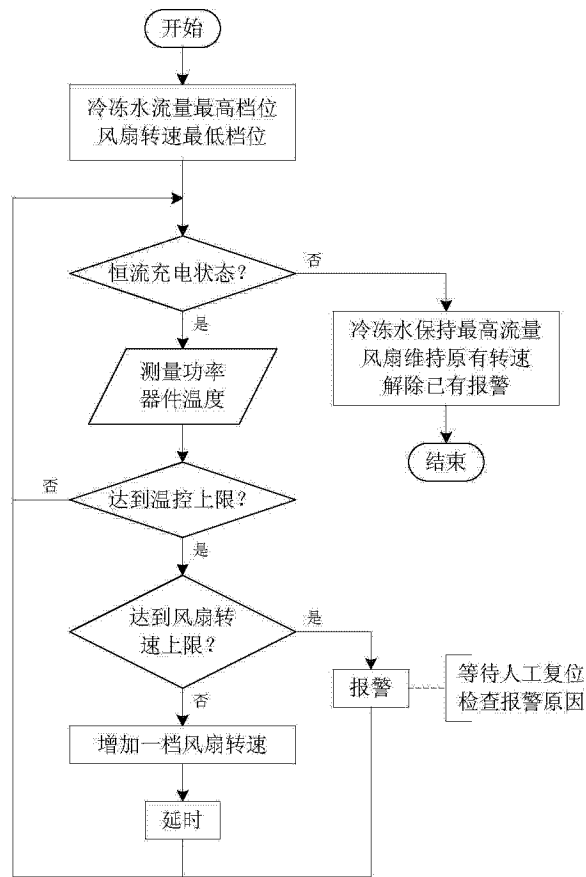 开始
冷冻水流量最高档位
风扇转速最低档位
恒流充电状态?
否
是
冷冻水保持最高流量
风扇维持原有转速
解除已有报警
测量功率
器件温度
结束
否
达到温控上限?
是
达到风扇转
速上限?
是
报警
等待人工复位
检查报警原因
否
增加一档风扇转速
延时